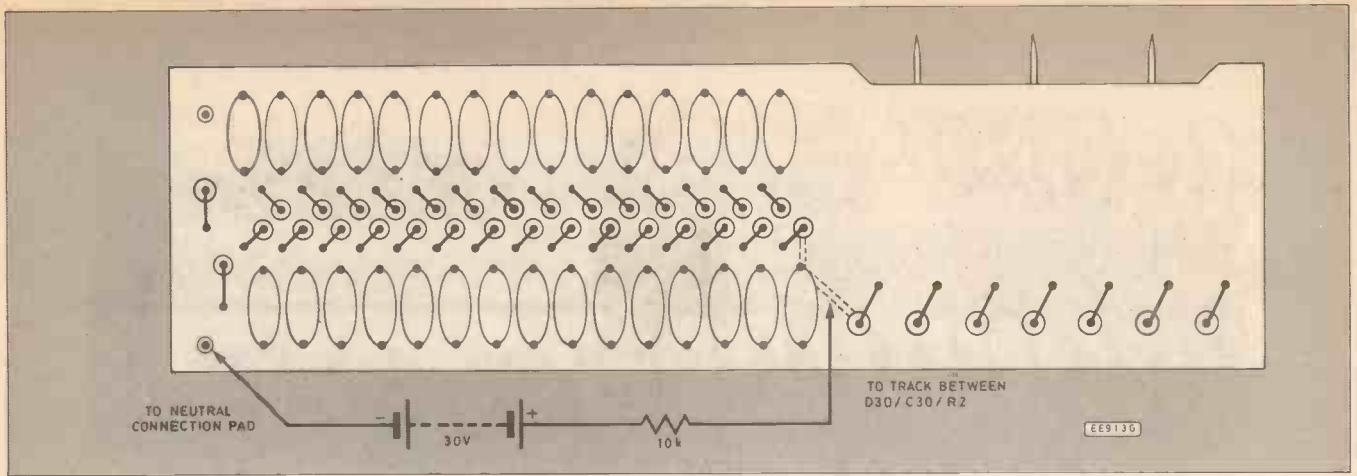 TO NEUTRAL
CONNECTION PAD
-
+
30V
10k
TO TRACK BETWEEN
D30/C30/R2
EE913G